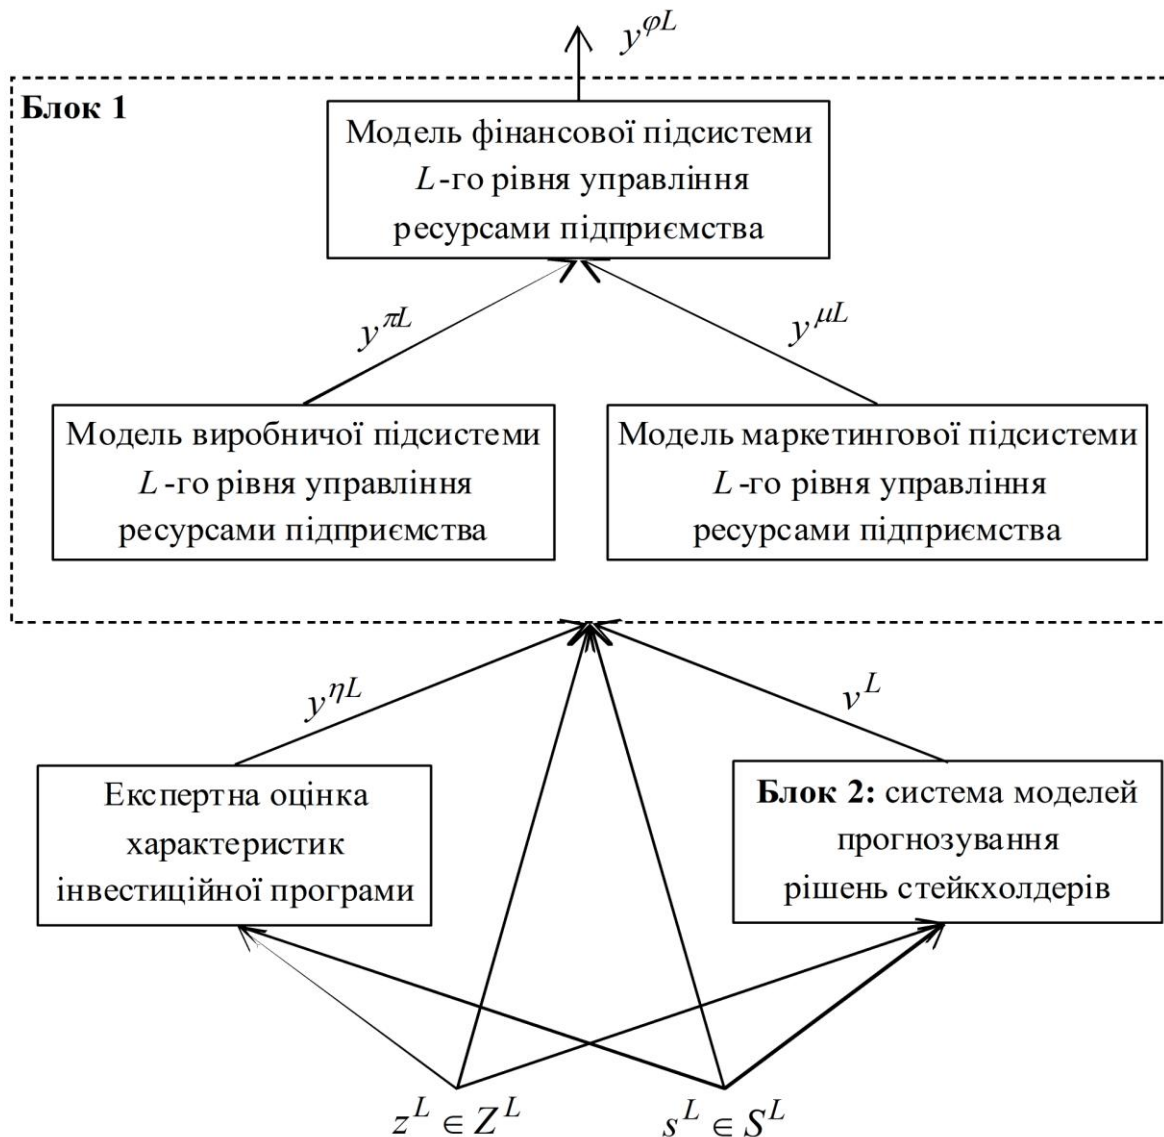 y^{φL}
Блок 1
Модель фінансової підсистеми
L-го рівня управління
ресурсами підприємства
y^{πL}
y^{μL}
Модель виробничої підсистеми
L-го рівня управління
ресурсами підприємства
Модель маркетингової підсистеми
L-го рівня управління
ресурсами підприємства
y^{ηL}
v^L
Експертна оцінка
характеристик
інвестиційної програми
Блок 2: система моделей
прогнозування
рішень стейкхолдерів
z^L ∈ Z^L
s^L ∈ S^L